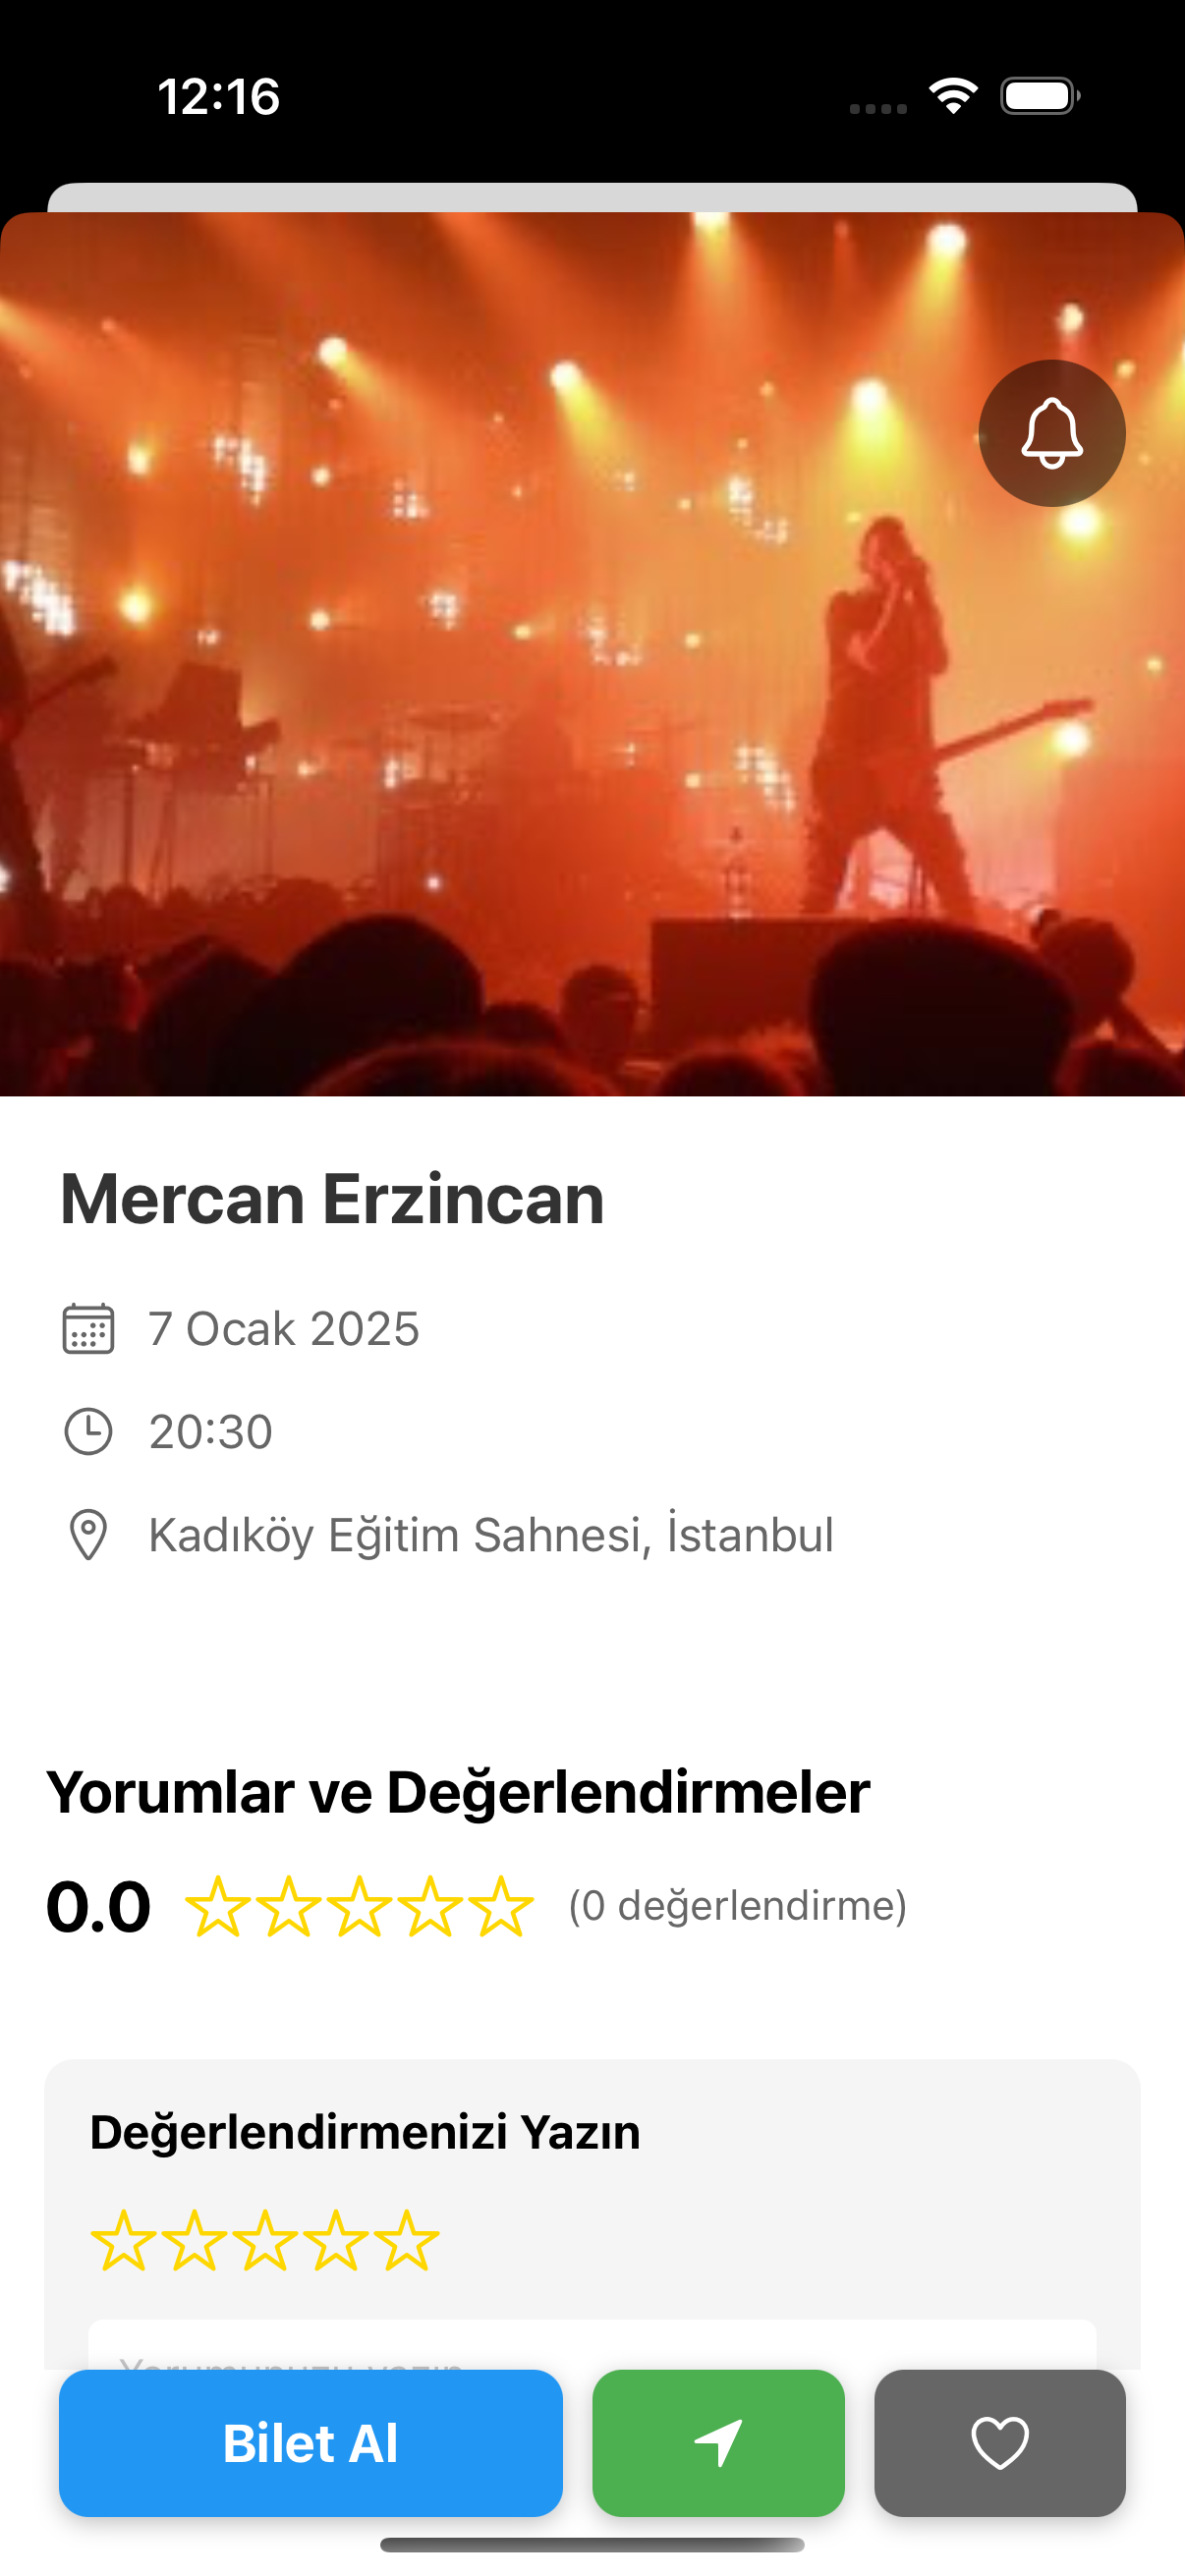 12:16
Mercan Erzincan
7 Ocak 2025
20:30
Kadıköy Eğitim Sahnesi, İstanbul
Yorumlar ve Değerlendirmeler
0.0 (0 değerlendirme)
Değerlendirmenizi Yazın
Bilet Al